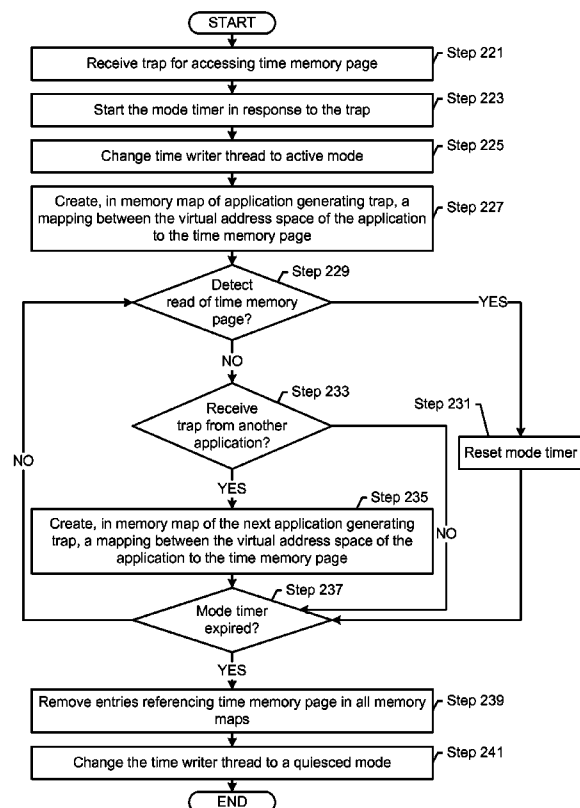 START
Receive trap for accessing time memory page
Step 221
Start the mode timer in response to the trap
Step 223
Change time writer thread to active mode
Step 225
Create, in memory map of application generating trap, a
mapping between the virtual address space of the application
to the time memory page
Step 227
Step 229
Detect
read of time memory
page?
YES
NO
Step 233
Receive
trap from another
application?
Step 231
Reset mode timer
NO
YES
Step 235
Create, in memory map of the next application generating
trap, a mapping between the virtual address space of the
application to the time memory page
NO
Step 237
Mode timer
expired?
YES
Remove entries referencing time memory page in all memory
maps
Step 239
Change the time writer thread to a quiesced mode
Step 241
END